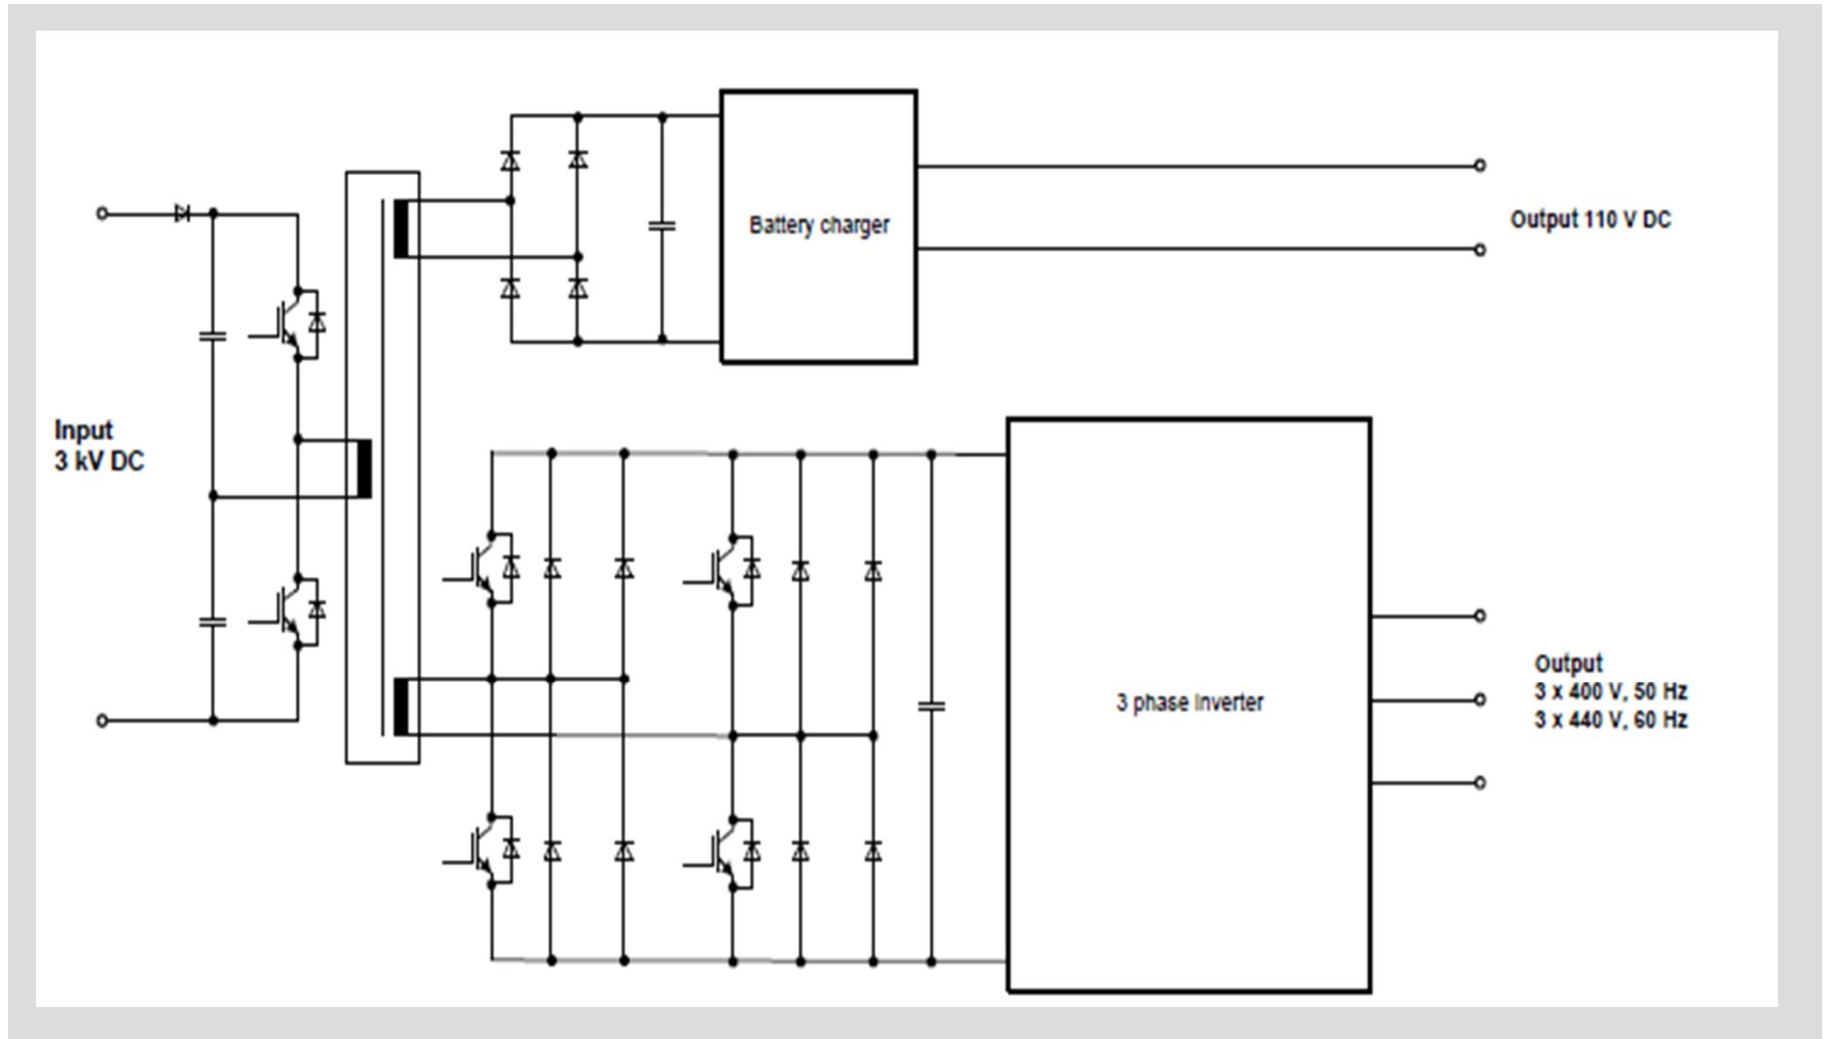 Battery charger
Output 110 V DC
Input
3 kV DC
3 phase Inverter
Output
3 x 400 V, 50 Hz
3 x 440 V, 60 Hz